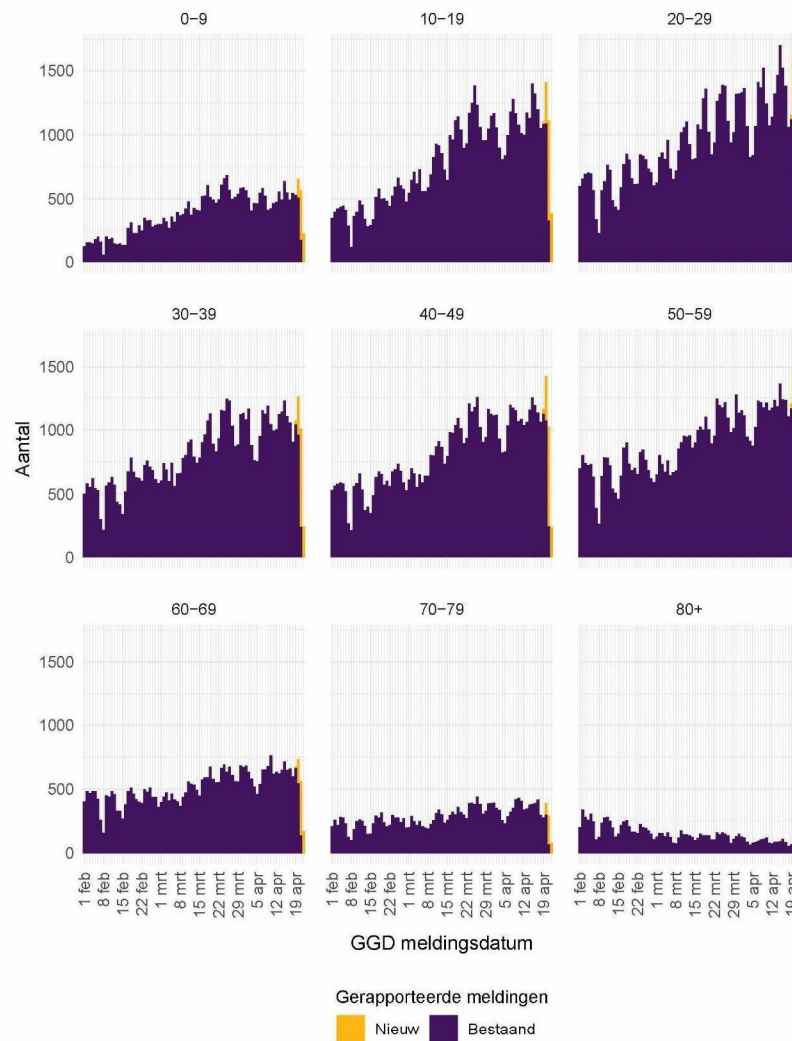 0−9 10−19 20−29
1500
1000
500
0
30−39 40−49 50−59
1500
1000
500
0
Aantal
60−69 70−79 80+
1500
1000
500
0
1 feb 8 feb 15 feb 22 feb 1 mrt 8 mrt 15 mrt 22 mrt 29 mrt 5 apr 12 apr 19 apr 1 feb 8 feb 15 feb 22 feb 1 mrt 8 mrt 15 mrt 22 mrt 29 mrt 5 apr 12 apr 19 apr 1 feb 8 feb 15 feb 22 feb 1 mrt 8 mrt 15 mrt 22 mrt 29 mrt 5 apr 12 apr 19 apr
GGD meldingsdatum
Gerapporteerde meldingen
Nieuw Bestaand